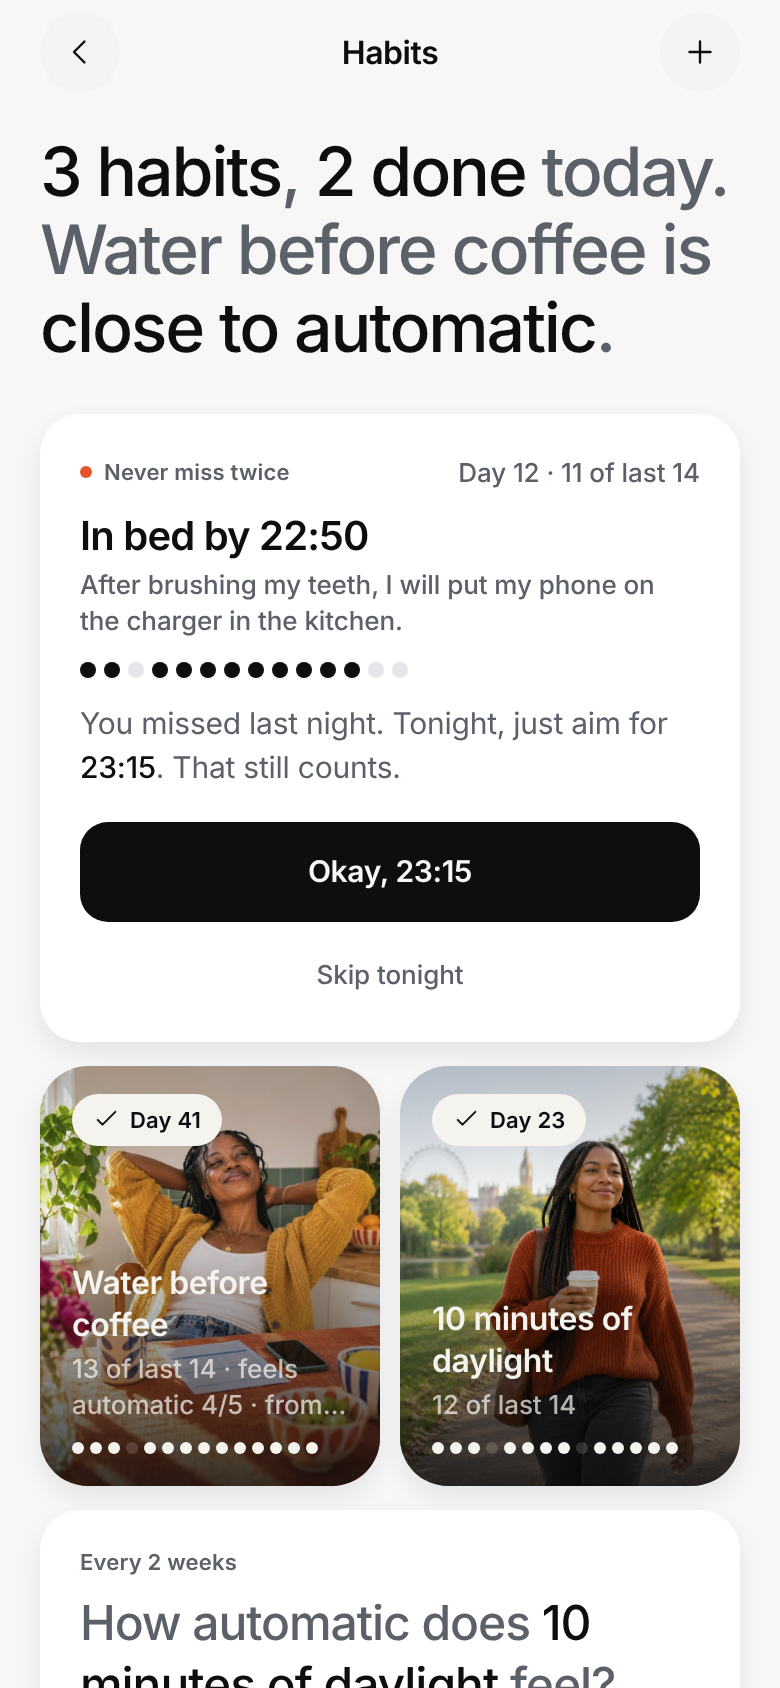 Habits
3 habits, 2 done today.
Water before coffee is
close to automatic.
Never miss twice
Day 12 · 11 of last 14
In bed by 22:50
After brushing my teeth, I will put my phone on
the charger in the kitchen.
You missed last night. Tonight, just aim for
23:15. That still counts.
Okay, 23:15
Skip tonight
Day 41
Water before
coffee
13 of last 14 · feels
automatic 4/5 · from...
Day 23
10 minutes of
daylight
12 of last 14
Every 2 weeks
How automatic does 10
minutes of daylight feel?